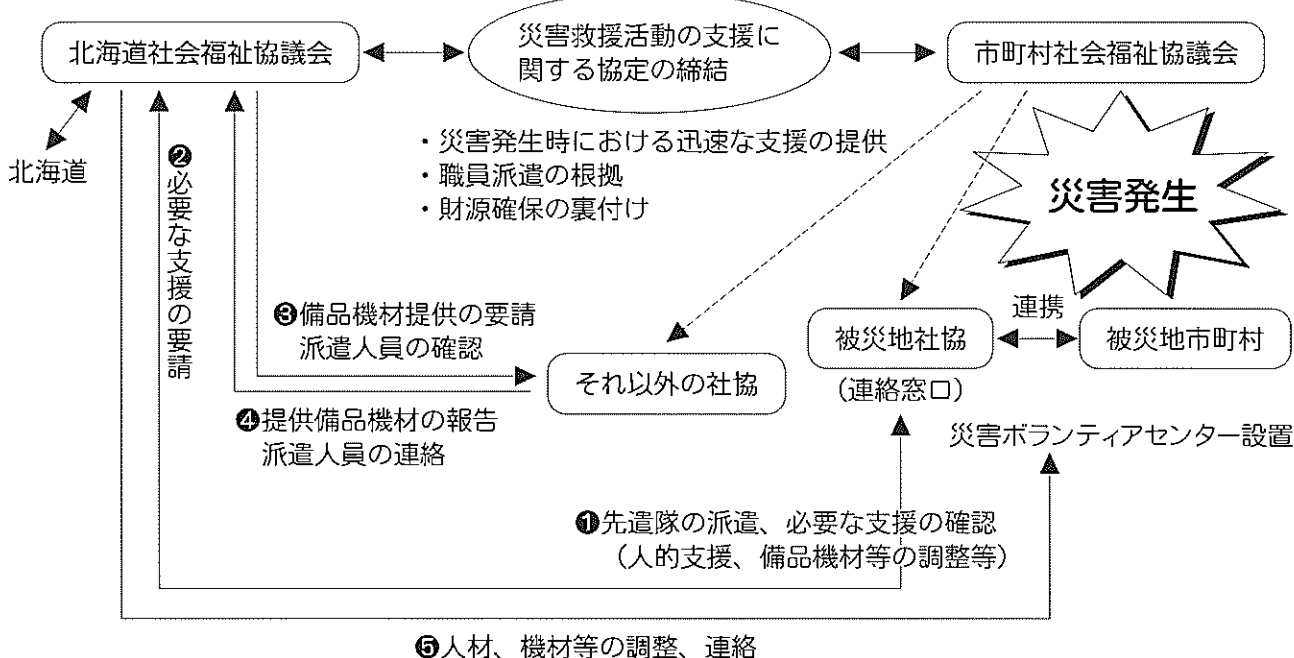 北海道社会福祉協議会
災害救援活動の支援に
関する協定の締結
市町村社会福祉協議会
北海道
・災害発生時における迅速な支援の提供
・職員派遣の根拠
・財源確保の裏付け
災害発生
❷必要な支援の要請
❸備品機材提供の要請
派遣人員の確認
それ以外の社協
被災地社協
連携
被災地市町村
(連絡窓口)
❹提供備品機材の報告
派遣人員の連絡
災害ボランティアセンター設置
❶先遣隊の派遣、必要な支援の確認
(人的支援、備品機材等の調整等)
❺人材、機材等の調整、連絡